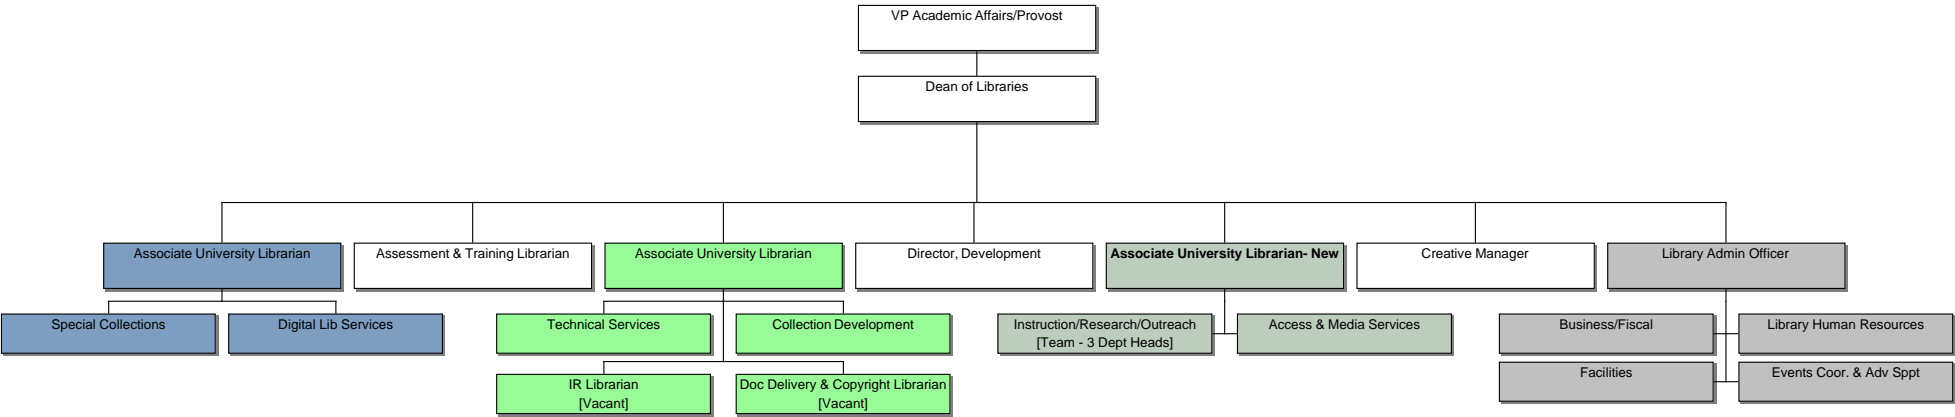 VP Academic Affairs/Provost
Dean of Libraries
Associate University Librarian
Assessment & Training Librarian
Associate University Librarian
Director, Development
Associate University Librarian- New
Creative Manager
Library Admin Officer
Special Collections
Digital Lib Services
Technical Services
Collection Development
Instruction/Research/Outreach
[Team - 3 Dept Heads]
Access & Media Services
Business/Fiscal
Library Human Resources
IR Librarian
[Vacant]
Doc Delivery & Copyright Librarian
[Vacant]
Facilities
Events Coor. & Adv Sppt